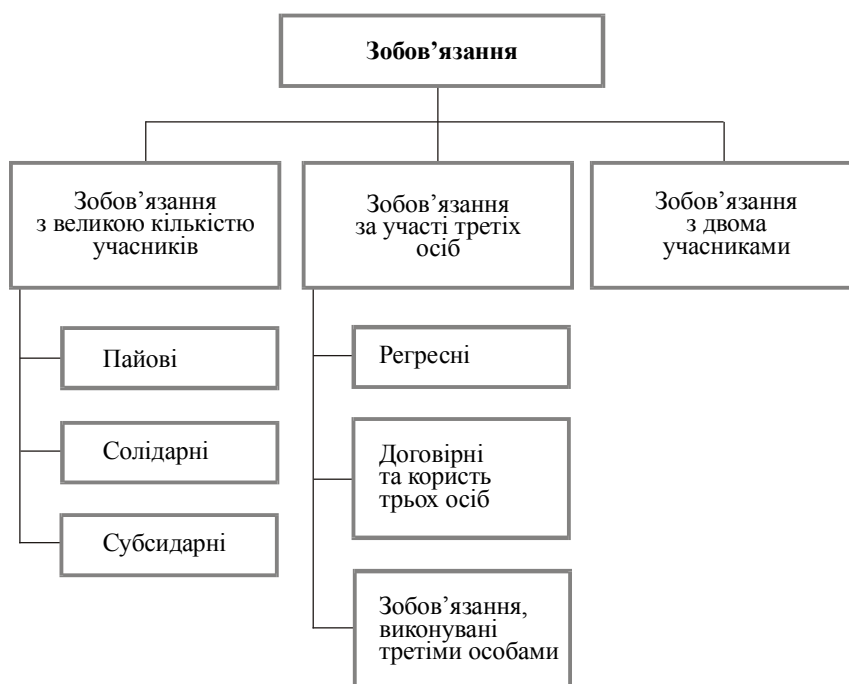 Зобов’язання
Зобов’язання
з великою кількістю
учасників
Зобов’язання
за участі третіх
осіб
Зобов’язання
з двома
учасниками
Пайові
Солідарні
Субсидарні
Регресні
Договірні
та користь
трьох осіб
Зобов’язання,
виконувані
третіми особами